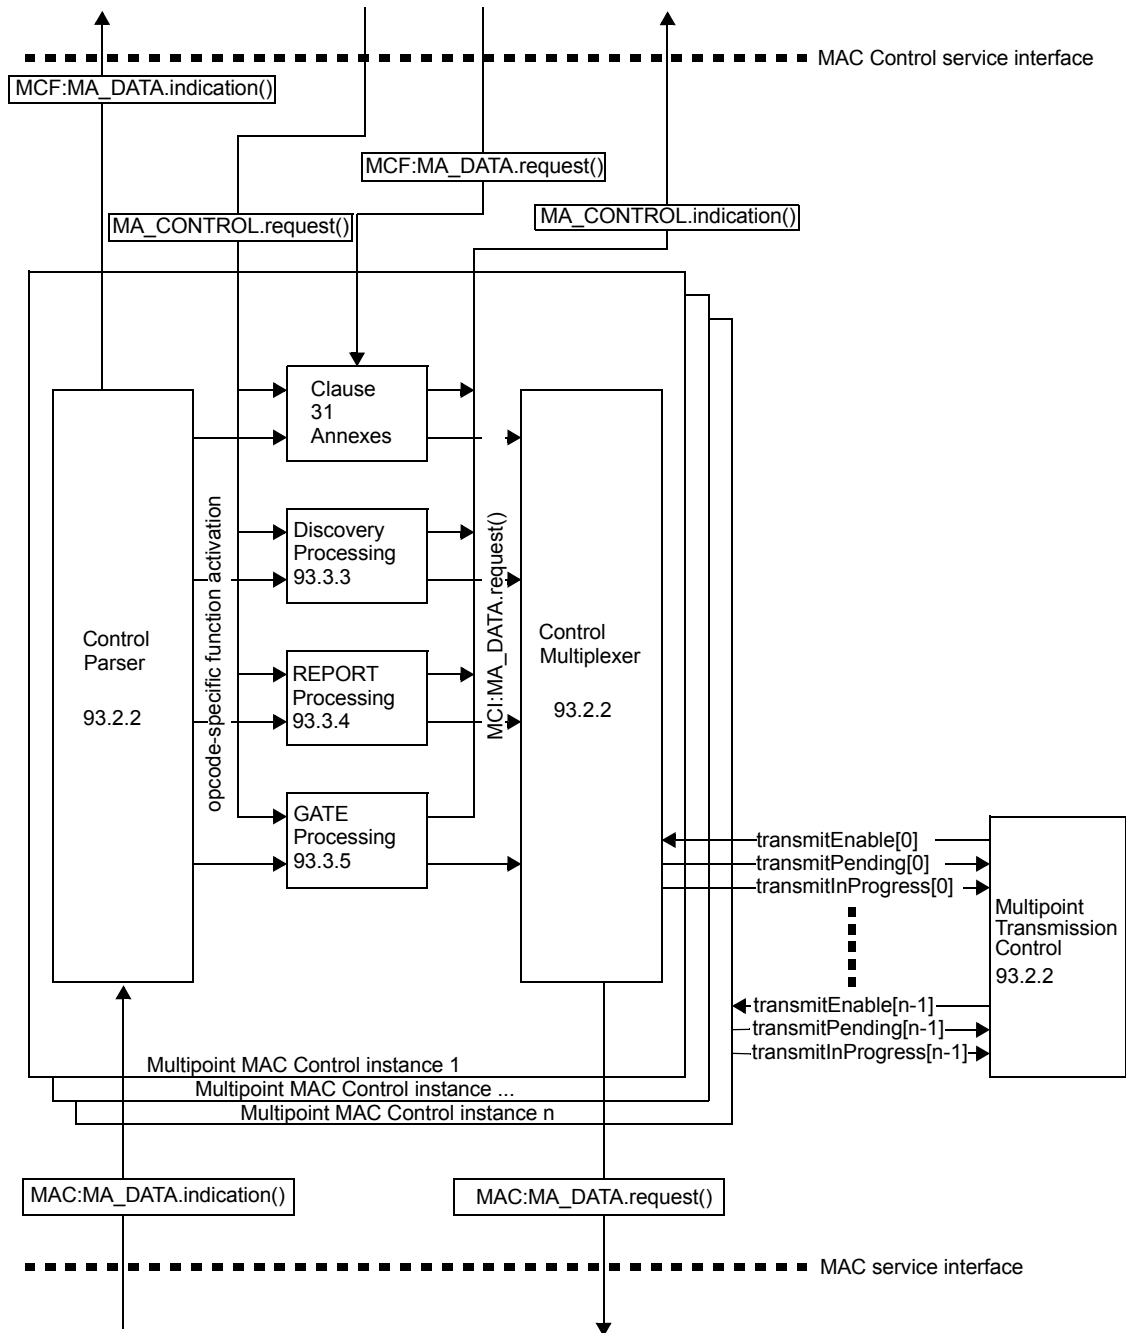 MAC Control service interface
MCF:MA_DATA.indication()
MCF:MA_DATA.request()
MA_CONTROL.request()
MA_CONTROL.indication()
Clause
31
Annexes
opcode-specific function activation
Discovery
Processing
93.3.3
MCI:MA_DATA.request()
Control
Parser
93.2.2
Control
Multiplexer
93.2.2
REPORT
Processing
93.3.4
GATE
Processing
93.3.5
transmitEnable[0]
transmitPending[0]
transmitInProgress[0]
Multipoint
Transmission
Control
93.2.2
transmitEnable[n-1]
transmitPending[n-1]
transmitInProgress[n-1]
Multipoint MAC Control instance 1
Multipoint MAC Control instance ...
Multipoint MAC Control instance n
MAC:MA_DATA.indication()
MAC:MA_DATA.request()
MAC service interface